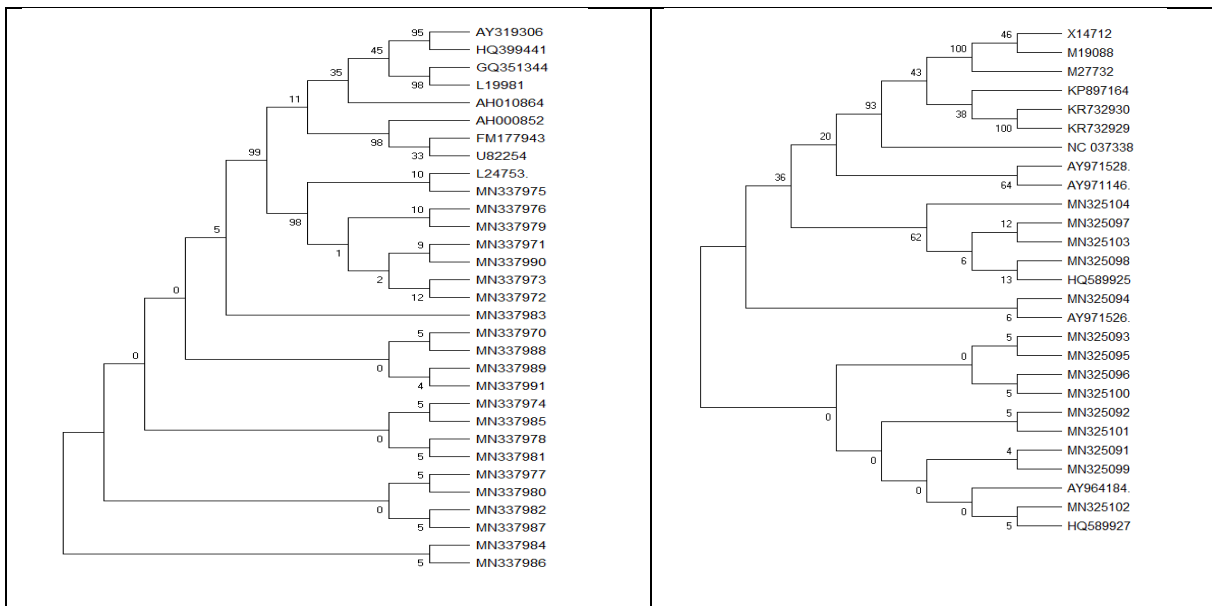 95 AY319306
45 HQ399441
35 GQ351344
98 L19981
11 AH010864
AH000852
98 FM177943
99 33 U82254
10 L24753.
MN337975
98 10 MN337976
MN337979
5 1 9 MN337971
MN337990
2 MN337973
12 MN337972
0 MN337983
5 MN337970
MN337988
0 MN337989
0 4 MN337991
5 MN337974
MN337985
0 MN337978
5 MN337981
5 MN337977
MN337980
0 MN337982
5 MN337987
MN337984
5 MN337986
46 X14712
100 M19088
43 M27732
93 KP897164
38 KR732930
100 KR732929
20 NC 037338
AY971528.
36 64 AY971146.
MN325104
12 MN325097
62 MN325103
6 MN325098
13 HQ589925
MN325094
6 AY971526.
5 MN325093
0 MN325095
MN325096
5 MN325100
0 5 MN325092
MN325101
0 4 MN325091
MN325099
0 AY964184.
0 MN325102
5 HQ589927